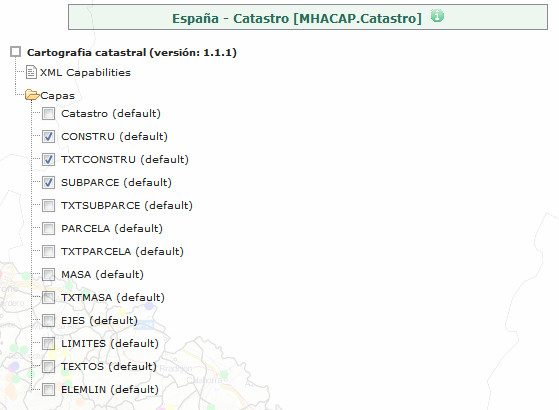 España - Catastro [MHACAP.Catastro]
Cartografia catastral (versión: 1.1.1)
XML Capabilities
Capas
Catastro (default)
CONSTRU (default)
TXTCONSTRU (default)
SUBPARCE (default)
TXTSUBPARCE (default)
PARCELA (default)
TXTPARCELA (default)
MASA (default)
TXTMASA (default)
EJES (default)
LIMITES (default)
TEXTOS (default)
ELEMLIN (default)